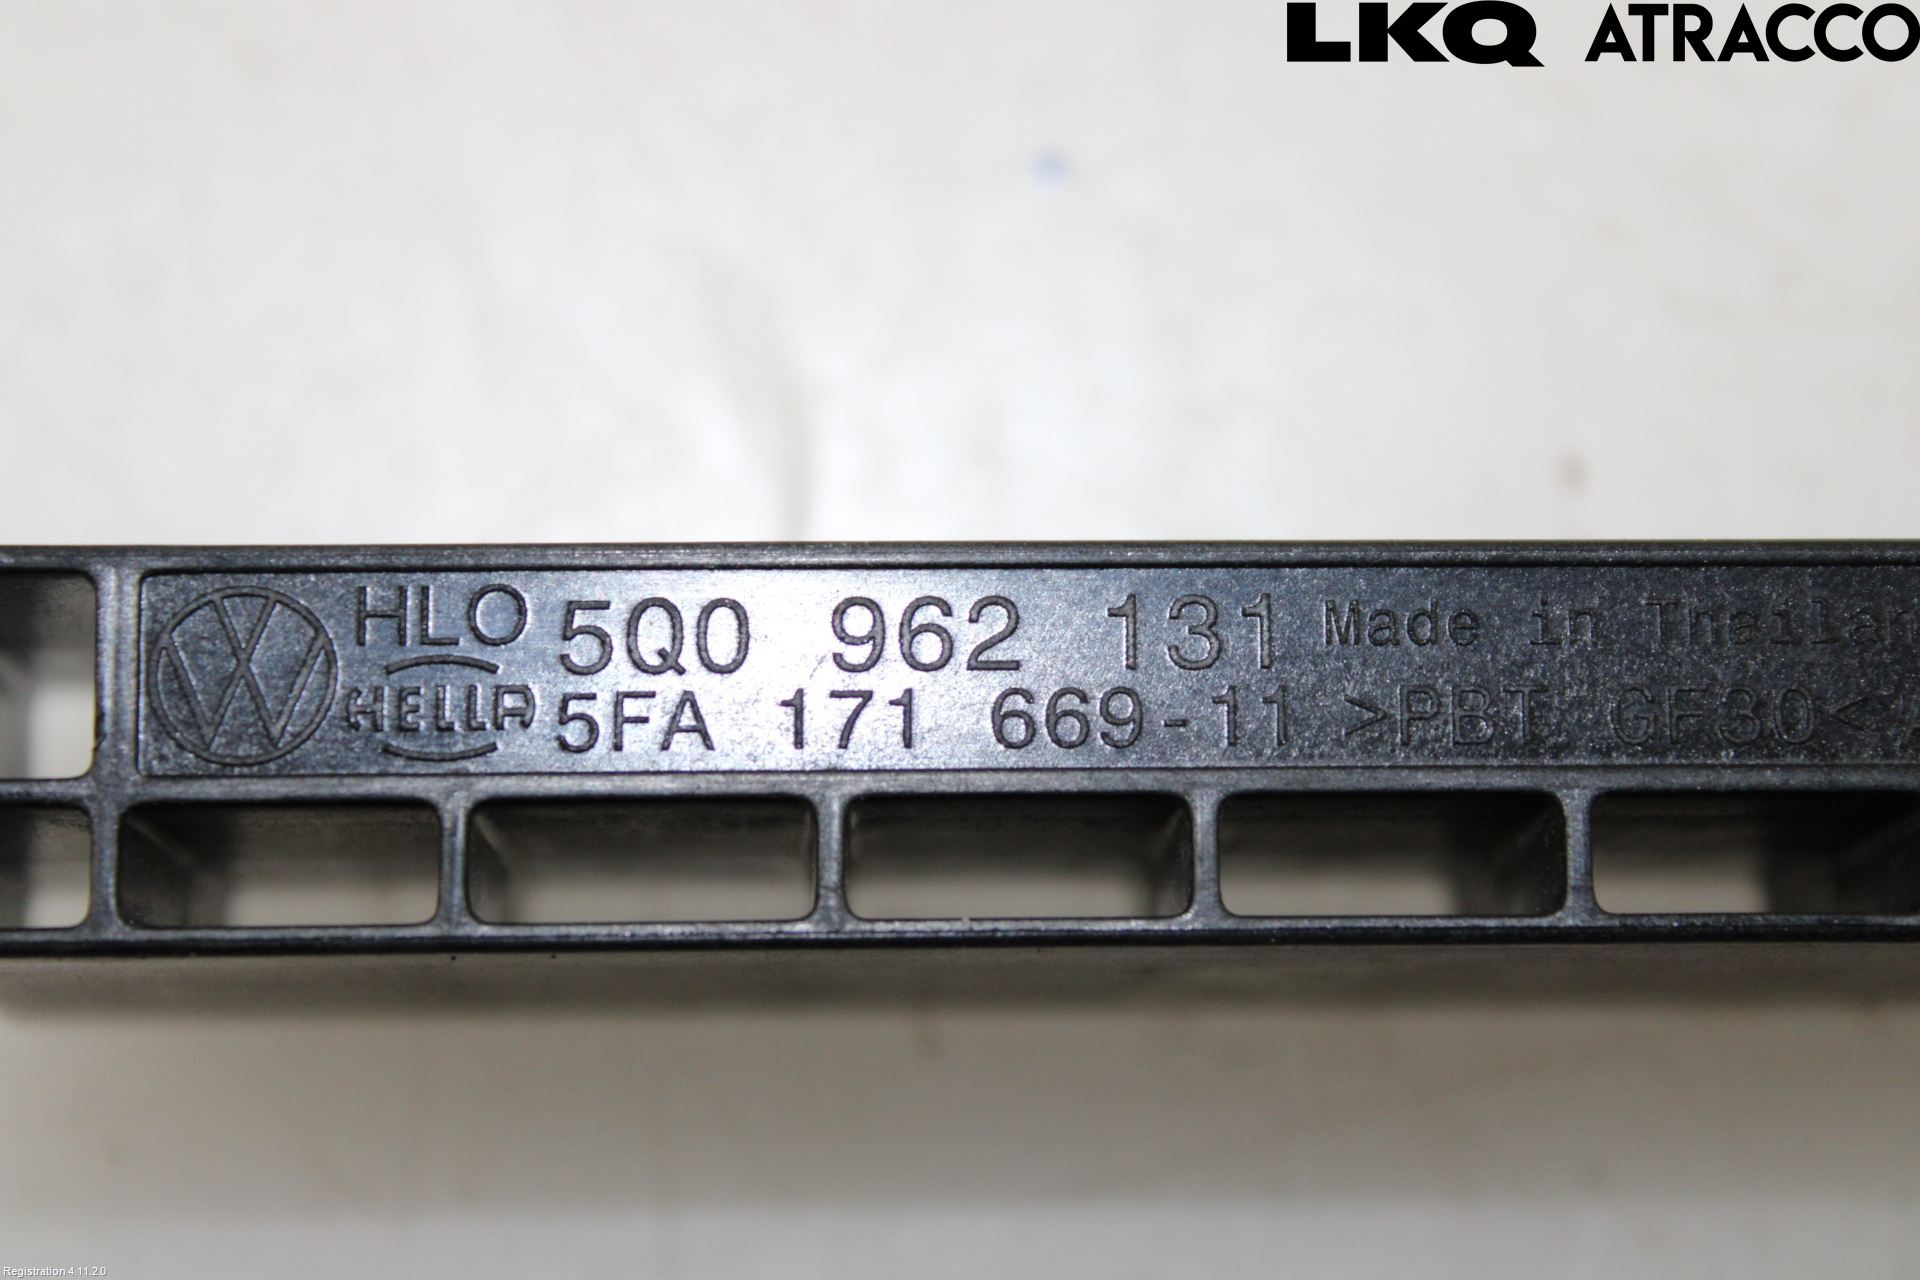 LKQ ATRACCO
HLO 5Q0 962 131 Made in Thailan
HELLA 5FA 171 669-11 >PBT GF30<
Registration 4.11.2.0